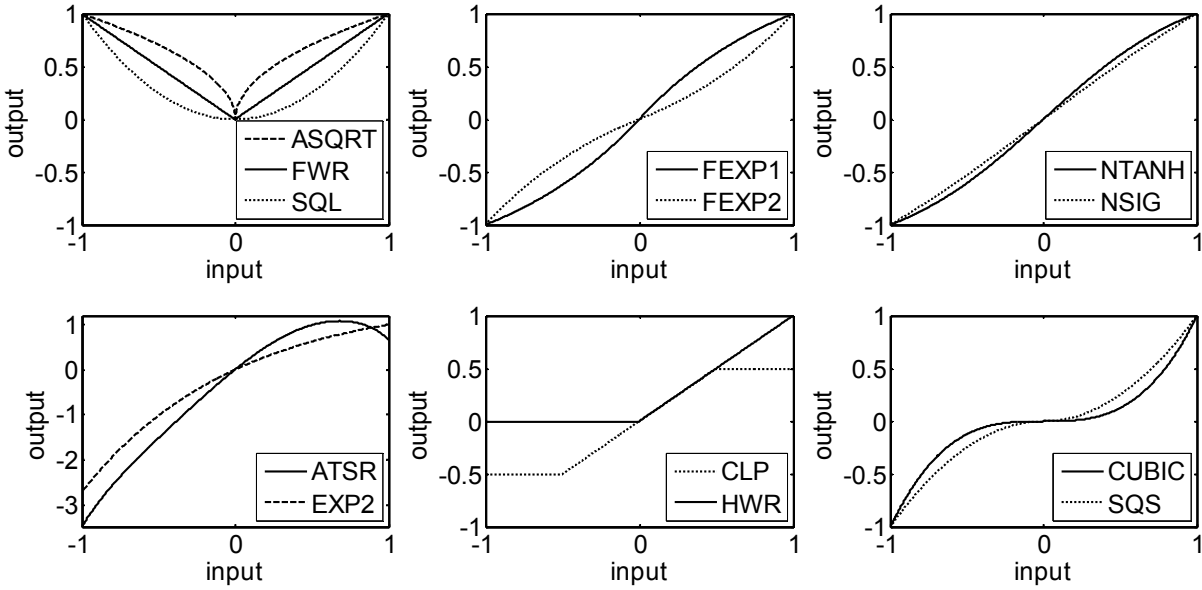 1
0.5
0
-0.5
-1
output
-1
0
1
input
ASQRT
FWR
SQL
1
0.5
0
-0.5
-1
output
-1
0
1
input
FEXP1
FEXP2
1
0.5
0
-0.5
-1
output
-1
0
1
input
NTANH
NSIG
1
0
-1
-2
-3
output
-1
0
1
input
ATSR
EXP2
1
0.5
0
-0.5
-1
output
-1
0
1
input
CLP
HWR
1
0.5
0
-0.5
-1
output
-1
0
1
input
CUBIC
SQS